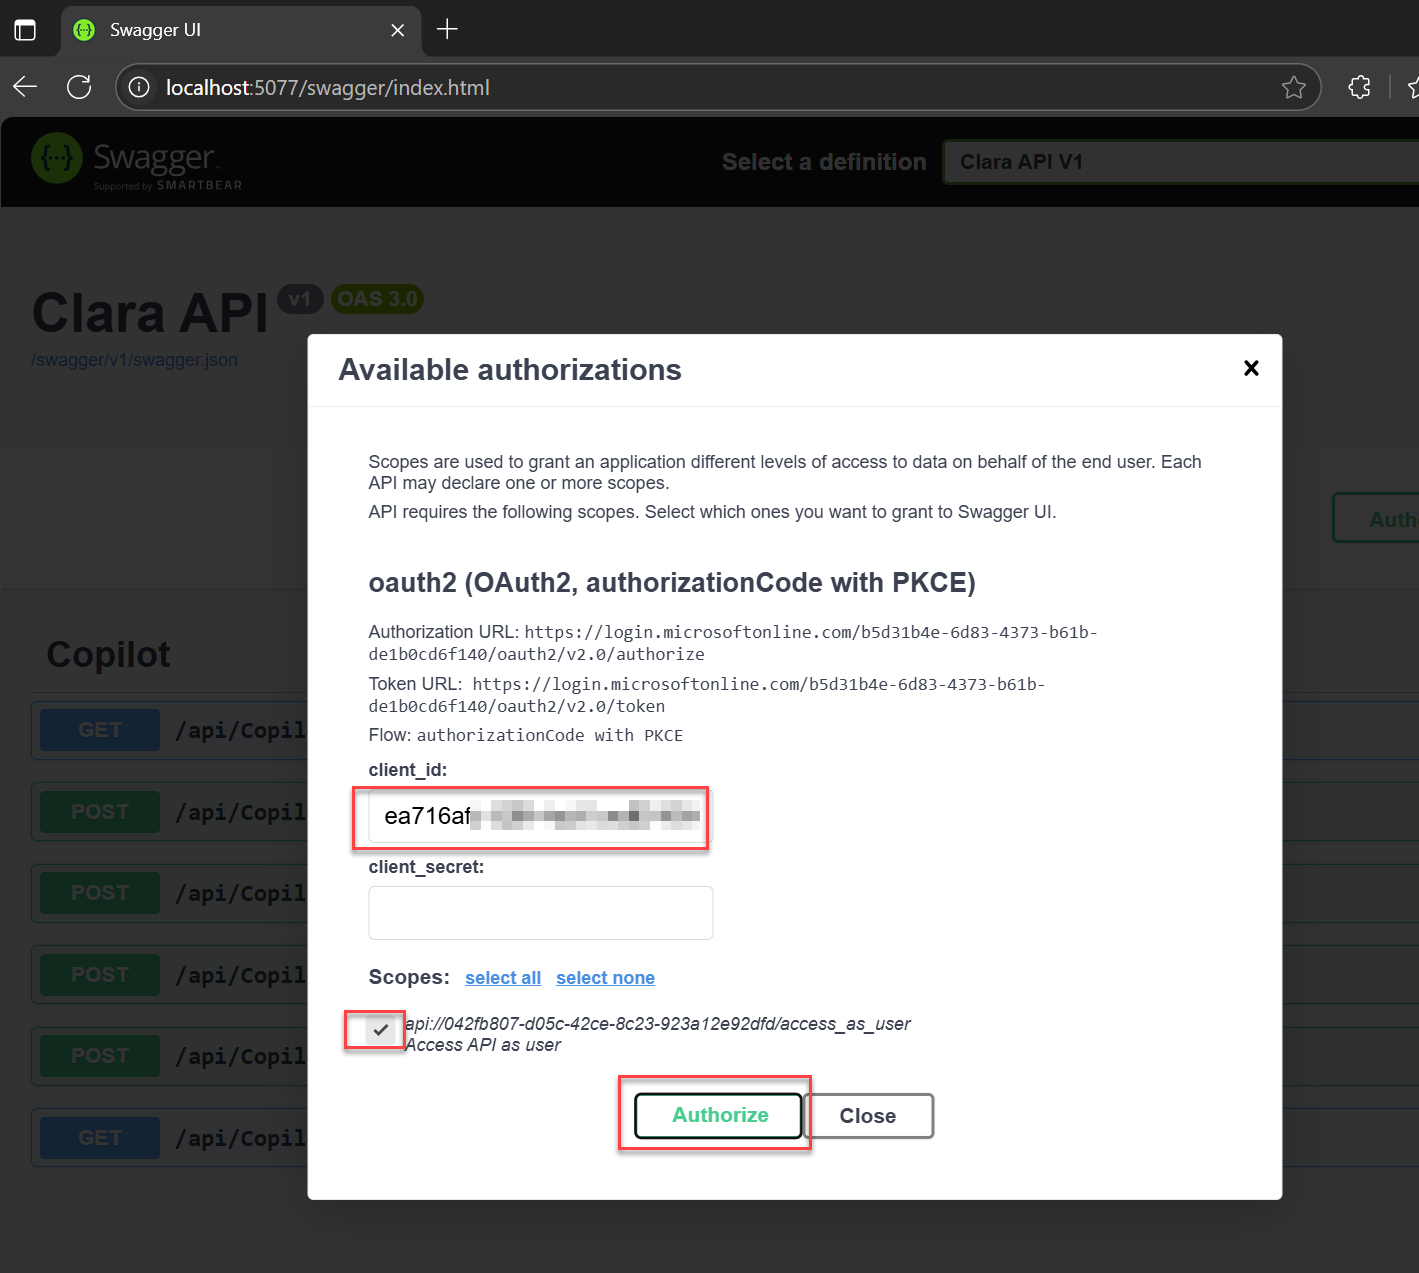 Swagger UI
localhost:5077/swagger/index.html
Swagger.
Supported by SMARTBEAR
Select a definition
Clara API V1
Clara API v1 OAS 3.0
/swagger/v1/swagger.json
Available authorizations
Scopes are used to grant an application different levels of access to data on behalf of the end user. Each
API may declare one or more scopes.
API requires the following scopes. Select which ones you want to grant to Swagger UI.
Auth
oauth2 (OAuth2, authorizationCode with PKCE)
Authorization URL: https://login.microsoftonline.com/b5d31b4e-6d83-4373-b61b-
de1b0cd6f140/oauth2/v2.0/authorize
Token URL: https://login.microsoftonline.com/b5d31b4e-6d83-4373-b61b-
de1b0cd6f140/oauth2/v2.0/token
Flow: authorizationCode with PKCE
client_id:
ea716af
client_secret:
Scopes: select all select none
api://042fb807-d05c-42ce-8c23-923a12e92dfd/access_as_user
Access API as user
Authorize Close
Copilot
GET /api/Copil
POST /api/Copil
POST /api/Copil
POST /api/Copil
POST /api/Copil
GET /api/Copil